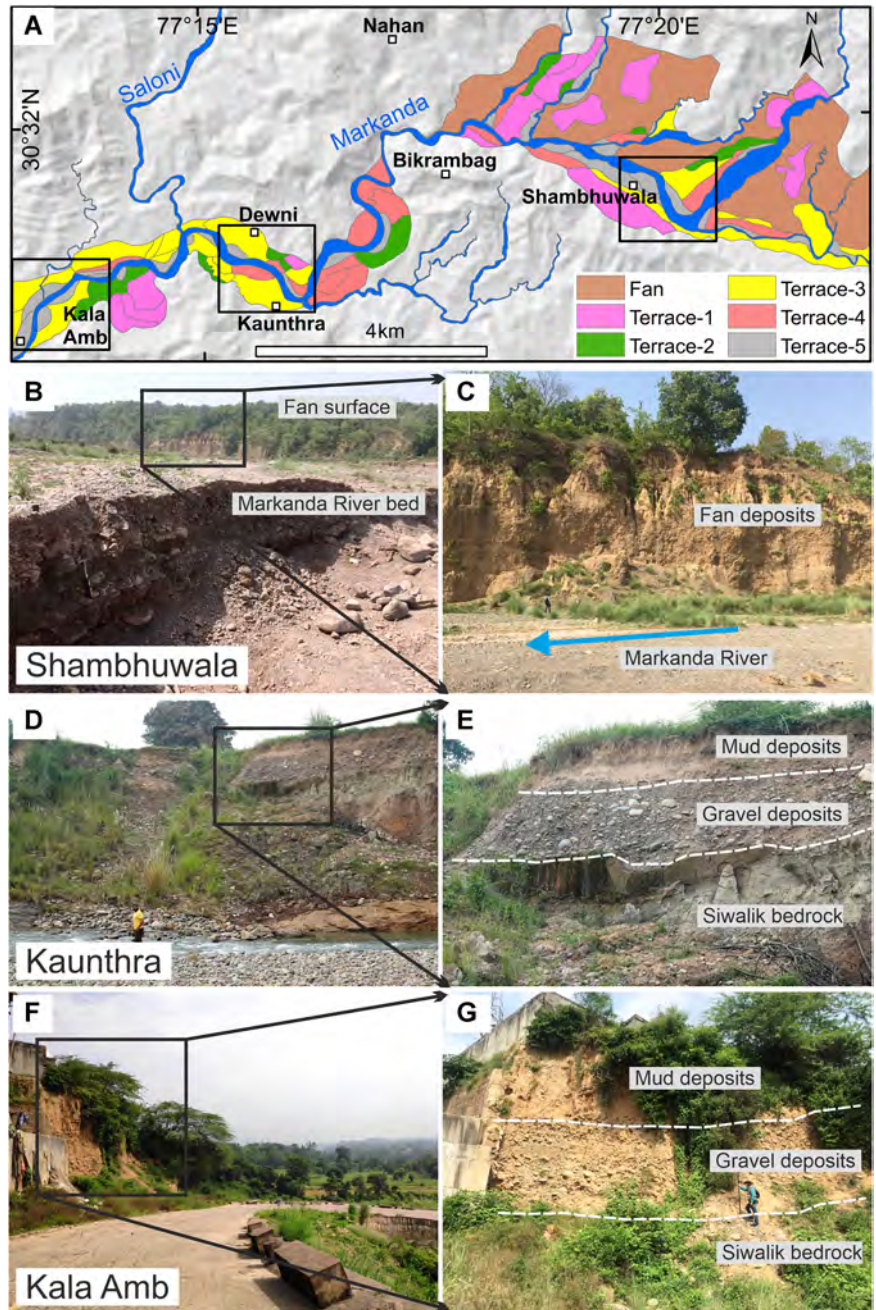 A
77°15'E
77°20'E
N
Nahan
Saloni
Markanda
30°32'N
Bikrambag
Shambhuwala
Dewni
Kala
Amb
Kaunthra
4km
Fan
Terrace-1
Terrace-2
Terrace-3
Terrace-4
Terrace-5
B
Fan surface
Markanda River bed
Shambhuwala
C
Fan deposits
Markanda River
D
Kaunthra
E
Mud deposits
Gravel deposits
Siwalik bedrock
F
Kala Amb
G
Mud deposits
Gravel deposits
Siwalik bedrock